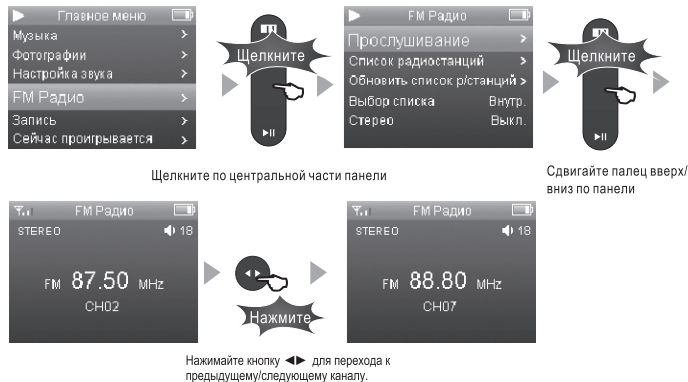 Главное меню
Музыка
Фотографии
Настройка звука
FM Радио
Запись
Сейчас проигрывается
Щелкните
FM Радио
Прослушивание
Список радиостанций
Обновить список р/станций
Выбор списка Внутр.
Стерео Выкл.
Щелкните
Щелкните по центральной части панели
Сдвигайте палец вверх/
вниз по панели
FM Радио
STEREO 18
FM 87.50 MHz
CH02
Нажмите
FM Радио
STEREO 18
FM 88.80 MHz
CH07
Нажимайте кнопку ◄► для перехода к
предыдущему/следующему каналу.